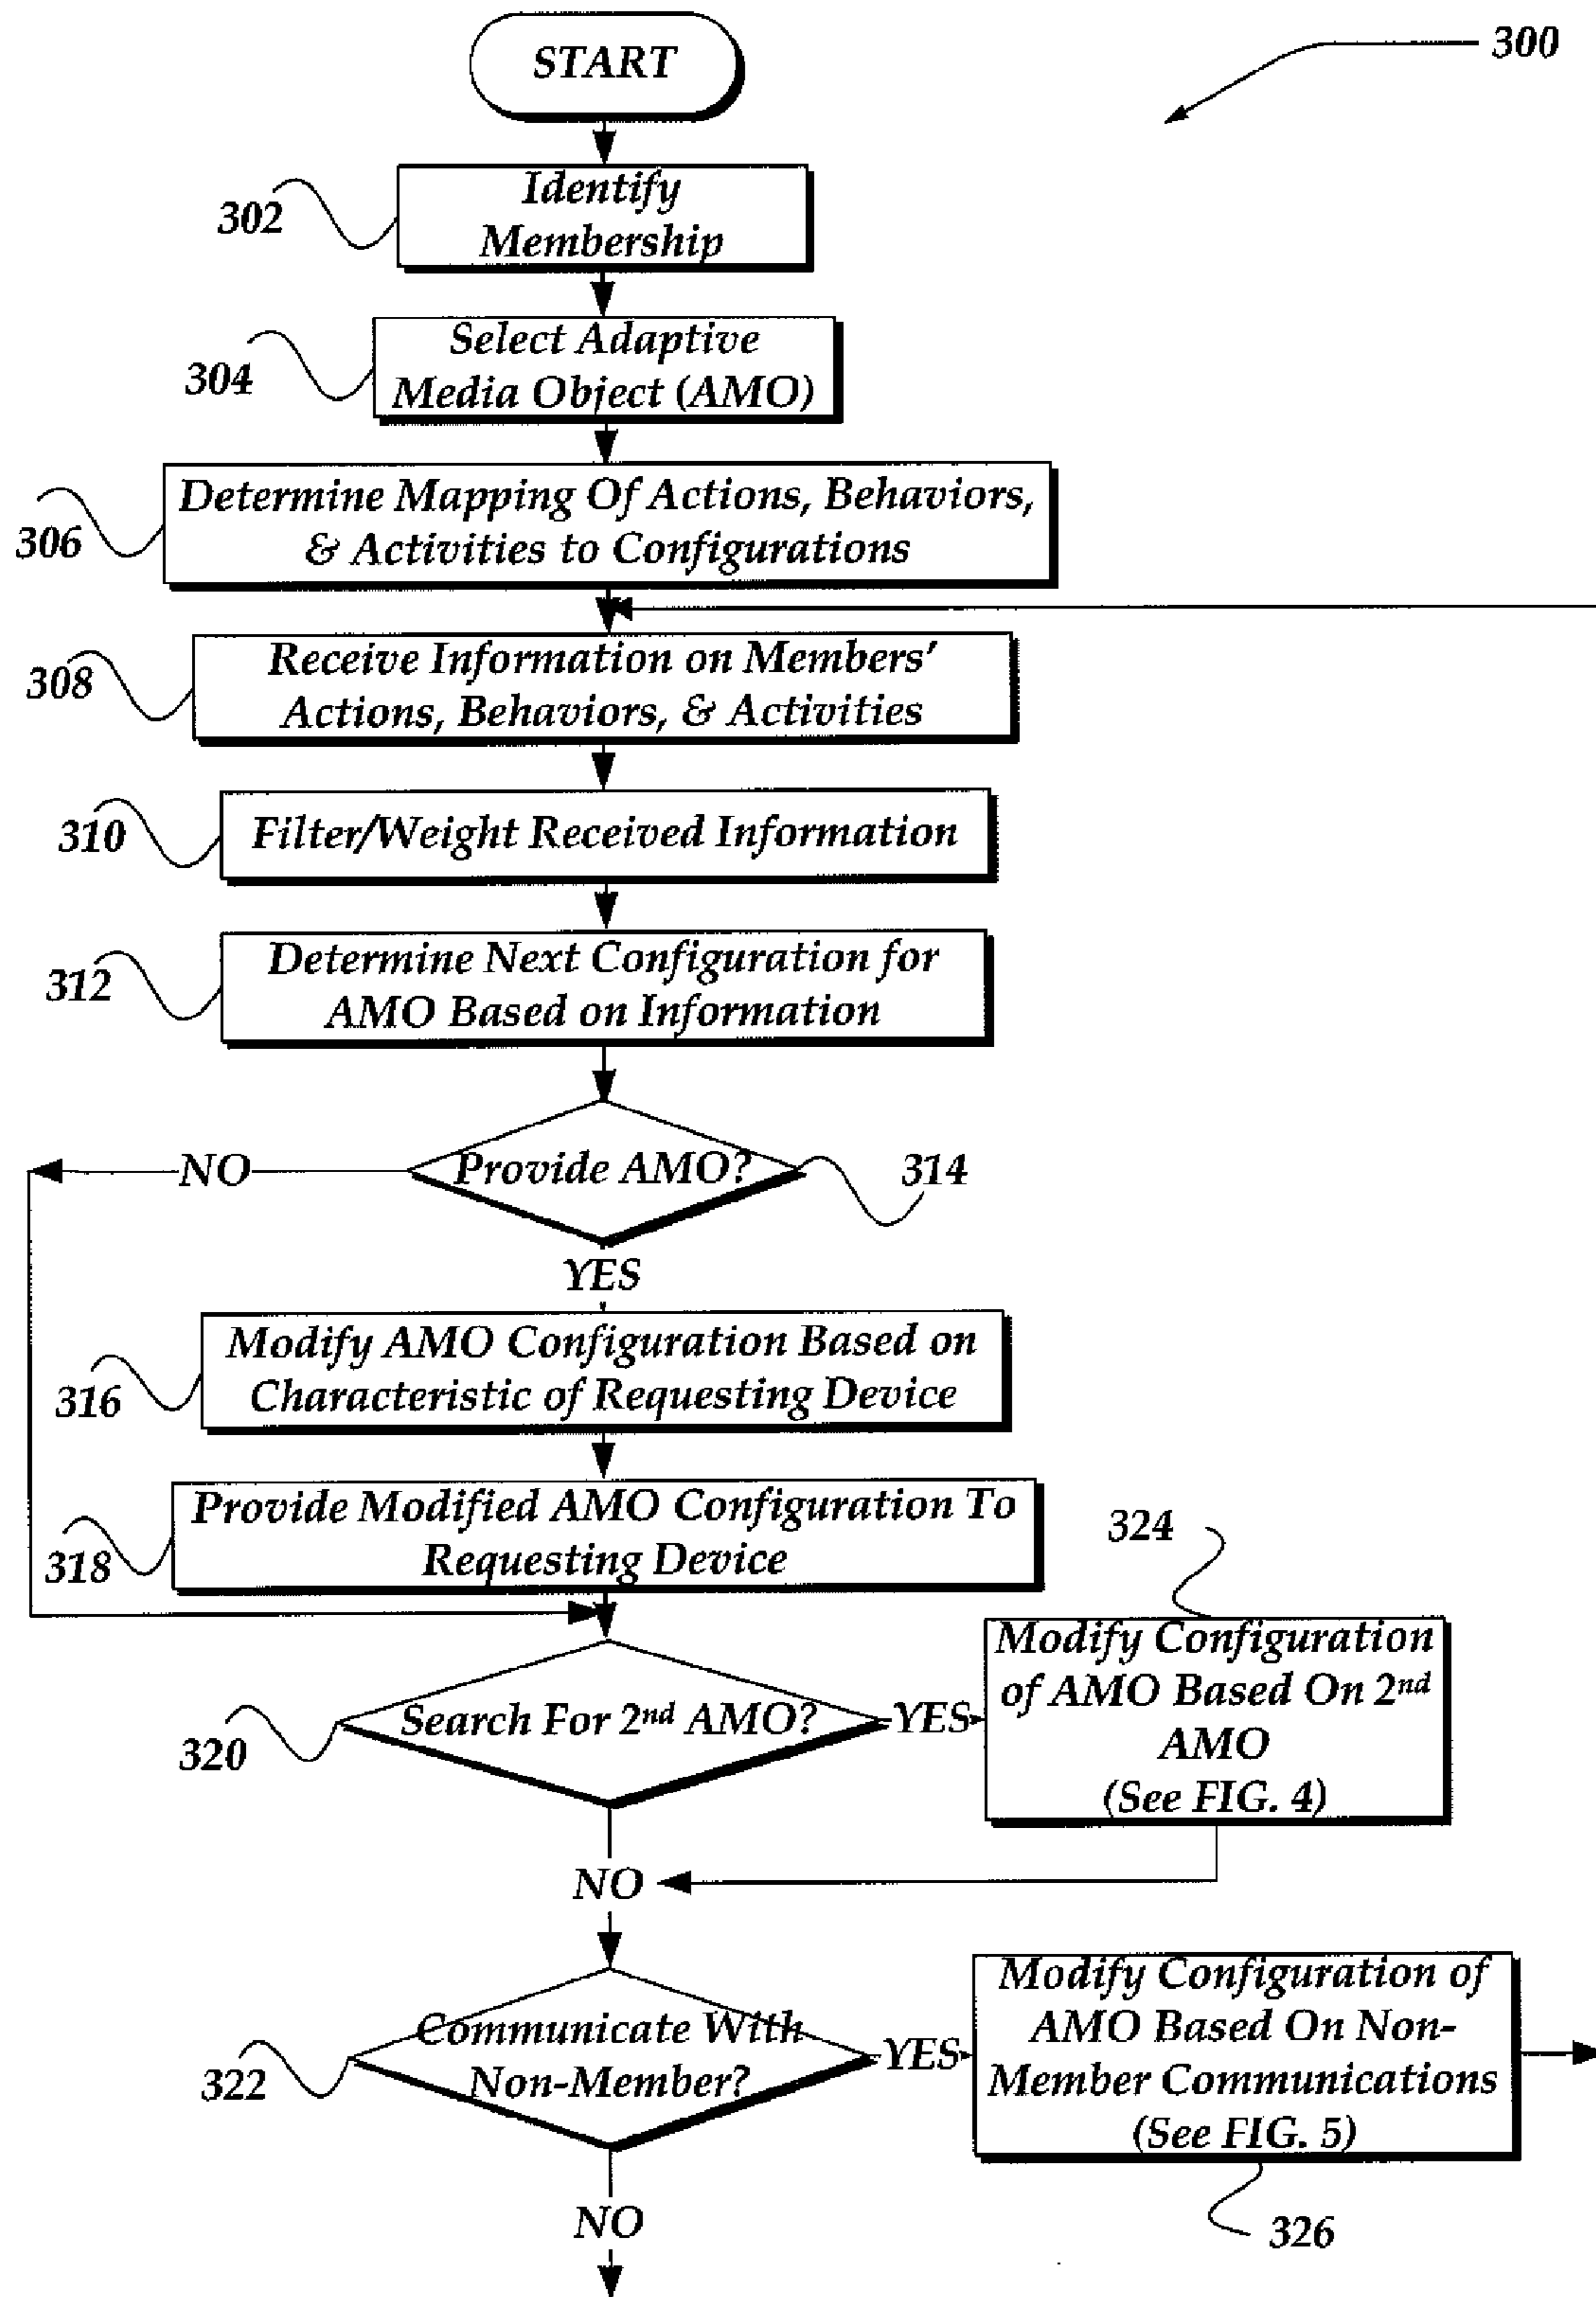 START
300
302
Identify
Membership
304
Select Adaptive
Media Object (AMO)
306
Determine Mapping Of Actions, Behaviors,
& Activities to Configurations
308
Receive Information on Members'
Actions, Behaviors, & Activities
310
Filter/Weight Received Information
312
Determine Next Configuration for
AMO Based on Information
NO
Provide AMO?
314
YES
316
Modify AMO Configuration Based on
Characteristic of Requesting Device
318
Provide Modified AMO Configuration To
Requesting Device
320
Search For 2nd AMO?
YES
324
Modify Configuration
of AMO Based On 2nd
AMO
(See FIG. 4)
NO
322
Communicate With
Non-Member?
YES
Modify Configuration of
AMO Based On Non-
Member Communications
(See FIG. 5)
326
NO